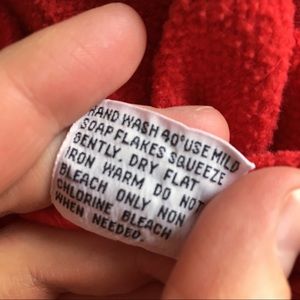 HAND WASH 40° USE MILD
SOAP FLAKES SQUEEZE
GENTLY. DRY FLAT
IRON WARM DO NOT
BLEACH ONLY NON
CHLORINE BLEACH
WHEN NEEDED.